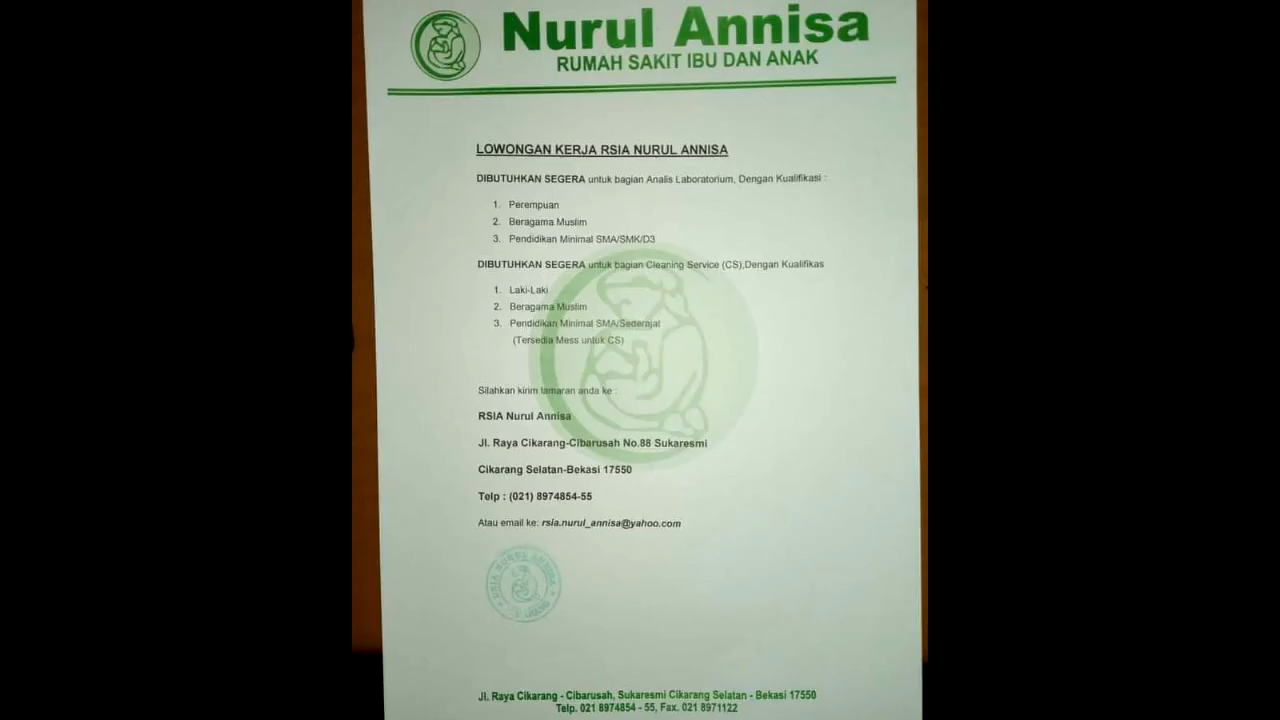 Nurul Annisa
RUMAH SAKIT IBU DAN ANAK
LOWONGAN KERJA RSIA NURUL ANNISA
DIBUTUHKAN SEGERA untuk bagian Analis Laboratorium, Dengan Kualifikasi :
1. Perempuan
2. Beragama Muslim
3. Pendidikan Minimal SMA/SMK/D3
DIBUTUHKAN SEGERA untuk bagian Cleaning Service (CS),Dengan Kualifikas
1. Laki-Laki
2. Beragama Muslim
3. Pendidikan Minimal SMA/Sederajat
(Tersedia Mess untuk CS)
Silahkan kirim lamaran anda ke :
RSIA Nurul Annisa
Jl. Raya Cikarang-Cibarusah No.88 Sukaresmi
Cikarang Selatan-Bekasi 17550
Telp : (021) 8974854-55
Atau email ke: rsia.nurul_annisa@yahoo.com
RSIA NURUL ANNISA
Jl. Raya Cikarang - Cibarusah, Sukaresmi Cikarang Selatan - Bekasi 17550
Telp. 021 8974854 - 55, Fax. 021 8971122